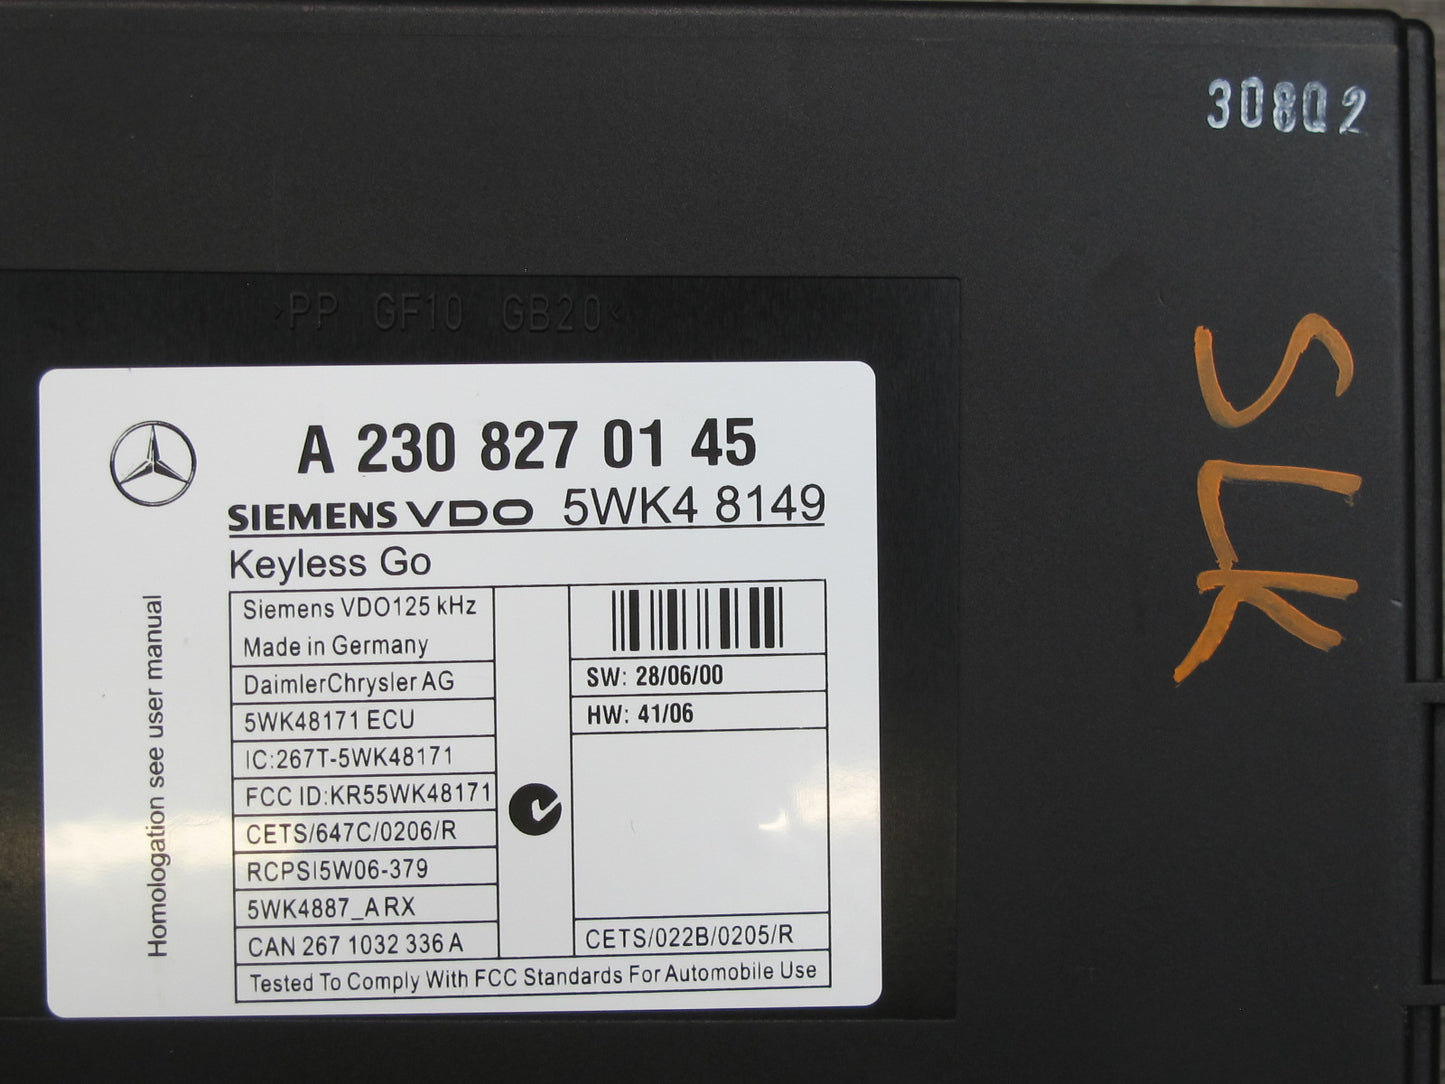 30802
SLK
>PP GF10 GB20<
A 230 827 01 45
SIEMENS VDO 5WK4 8149
Keyless Go
Siemens VDO125 kHz
Made in Germany
DaimlerChrysler AG
5WK48171 ECU
IC:267T-5WK48171
FCC ID:KR55WK48171
CETS/647C/0206/R
RCPSI5W06-379
5WK4887_ARX
CAN 267 1032 336 A
SW: 28/06/00
HW: 41/06
CETS/022B/0205/R
Tested To Comply With FCC Standards For Automobile Use
Homologation see user manual